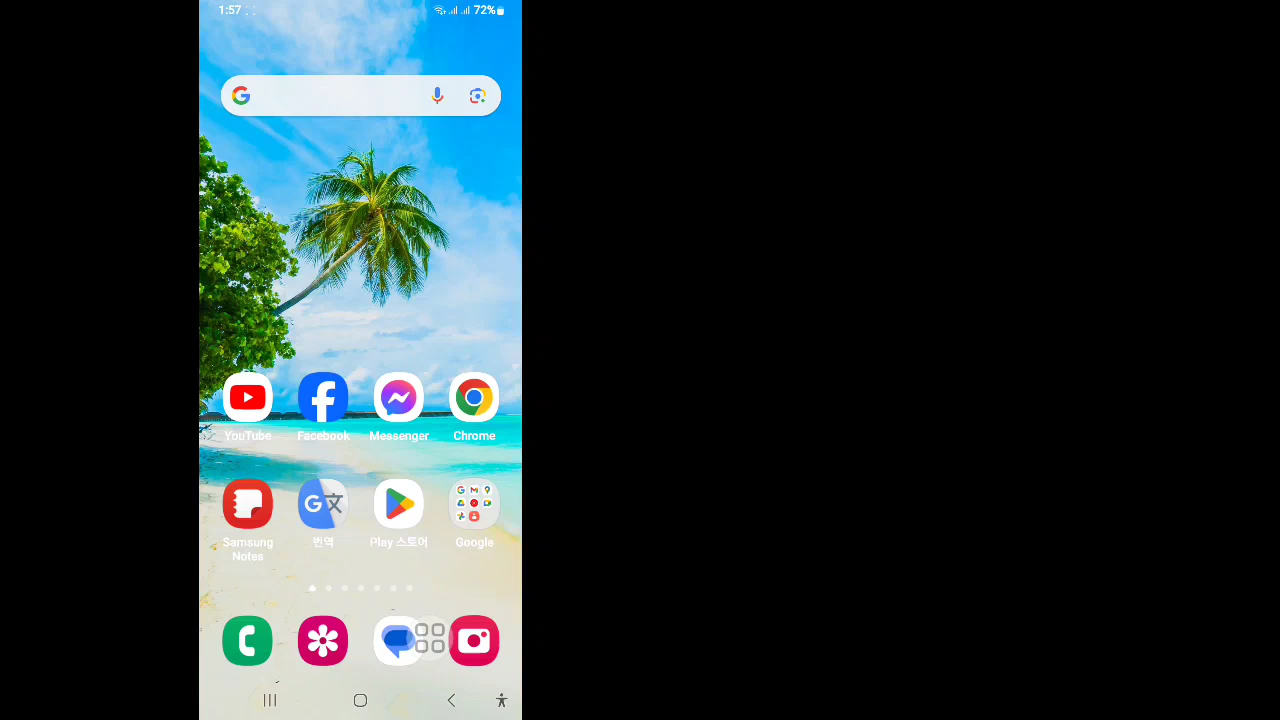 1:57
72%
YouTube
Facebook
Messenger
Chrome
Samsung
Notes
번역
Play 스토어
Google